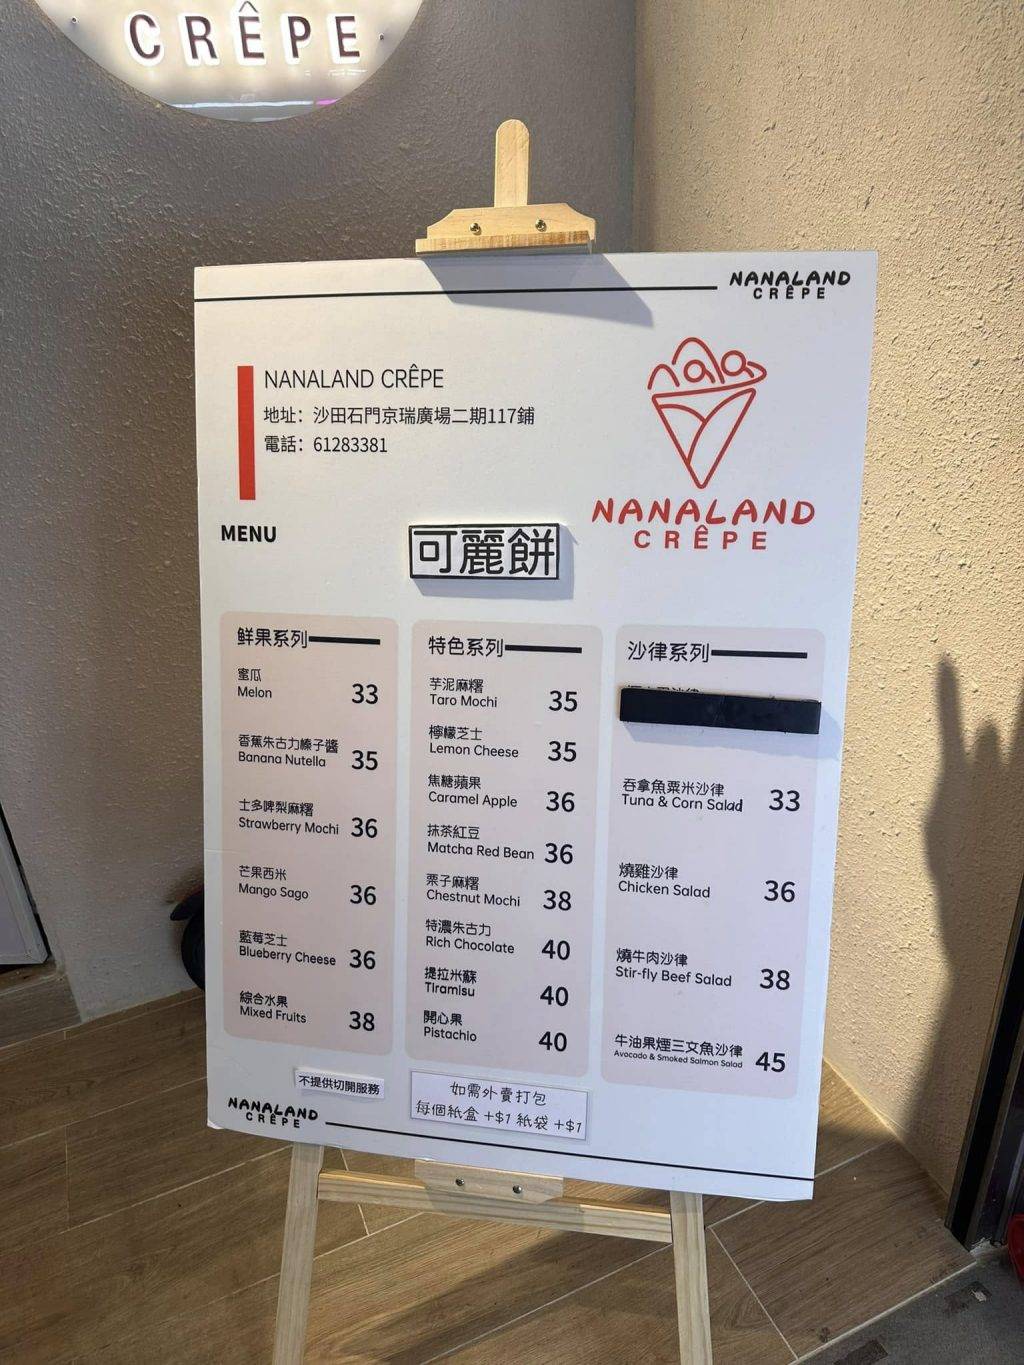 CRÊPE
NANALAND
CRÊPE
NANALAND CRÊPE
地址：沙田石門京瑞廣場二期117鋪
電話：61283381
nana
NANALAND
CRÊPE
MENU
可麗餅
鮮果系列
蜜瓜
Melon 33
香蕉朱古力榛子醬
Banana Nutella 35
士多啤梨麻糬
Strawberry Mochi 36
芒果西米
Mango Sago 36
藍莓芝士
Blueberry Cheese 36
綜合水果
Mixed Fruits 38
特色系列
芋泥麻糬
Taro Mochi 35
檸檬芝士
Lemon Cheese 35
焦糖蘋果
Caramel Apple 36
抹茶紅豆
Matcha Red Bean 36
栗子麻糬
Chestnut Mochi 38
特濃朱古力
Rich Chocolate 40
提拉米蘇
Tiramisu 40
開心果
Pistachio 40
沙律系列
吞拿魚粟米沙律
Tuna & Corn Salad 33
燒雞沙律
Chicken Salad 36
燒牛肉沙律
Stir-fly Beef Salad 38
牛油果煙三文魚沙律
Avocado & Smoked Salmon Salad 45
不提供切開服務
如需外賣打包
每個紙盒 +$1 紙袋 +$1
NANALAND
CRÊPE